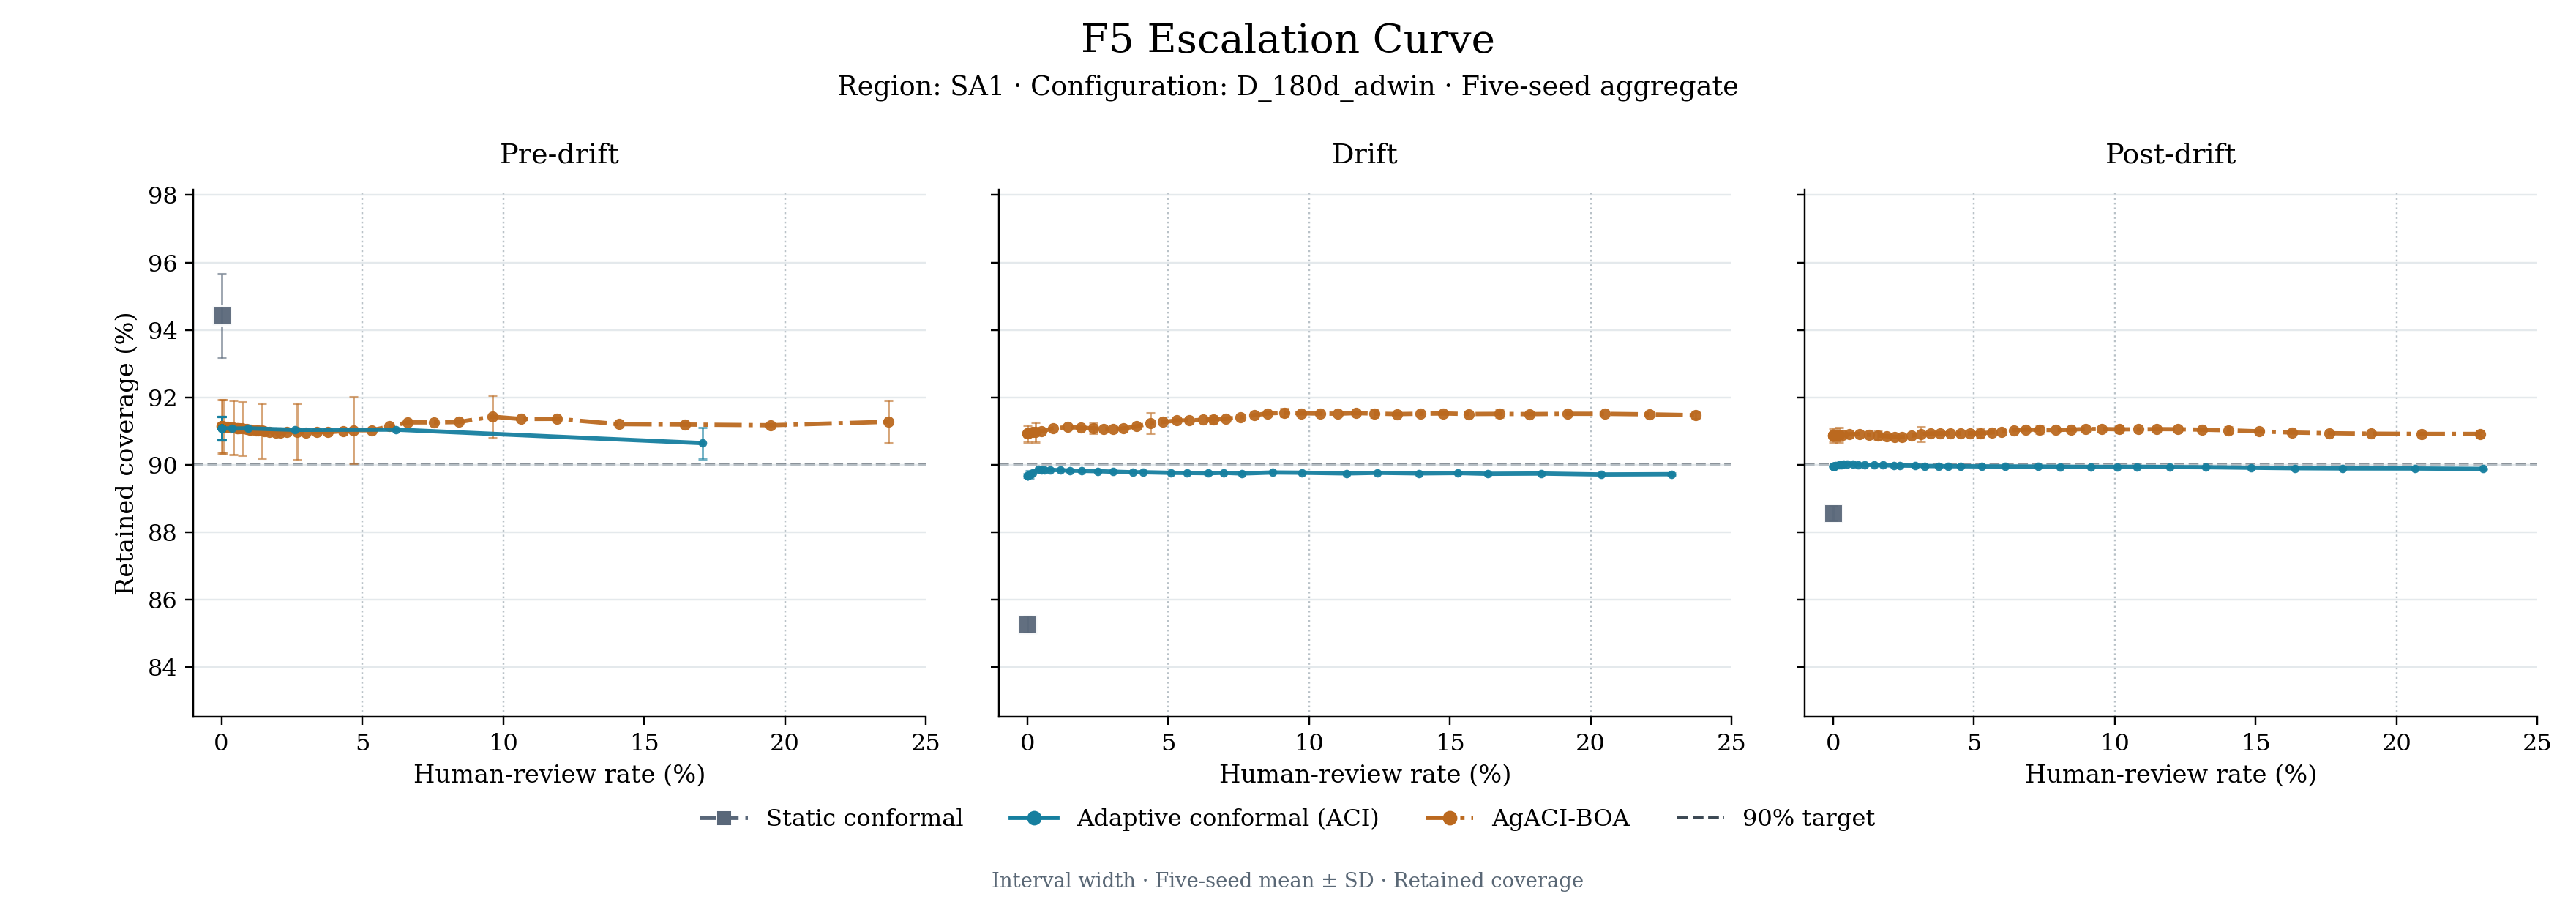 F5 Escalation Curve
Region: SA1 · Configuration: D_180d_adwin · Five-seed aggregate
Pre-drift
Drift
Post-drift
Retained coverage (%)
98
96
94
92
90
88
86
84
0 5 10 15 20 25
0 5 10 15 20 25
0 5 10 15 20 25
Human-review rate (%)
Human-review rate (%)
Human-review rate (%)
Static conformal
Adaptive conformal (ACI)
AgACI-BOA
90% target
Interval width · Five-seed mean ± SD · Retained coverage